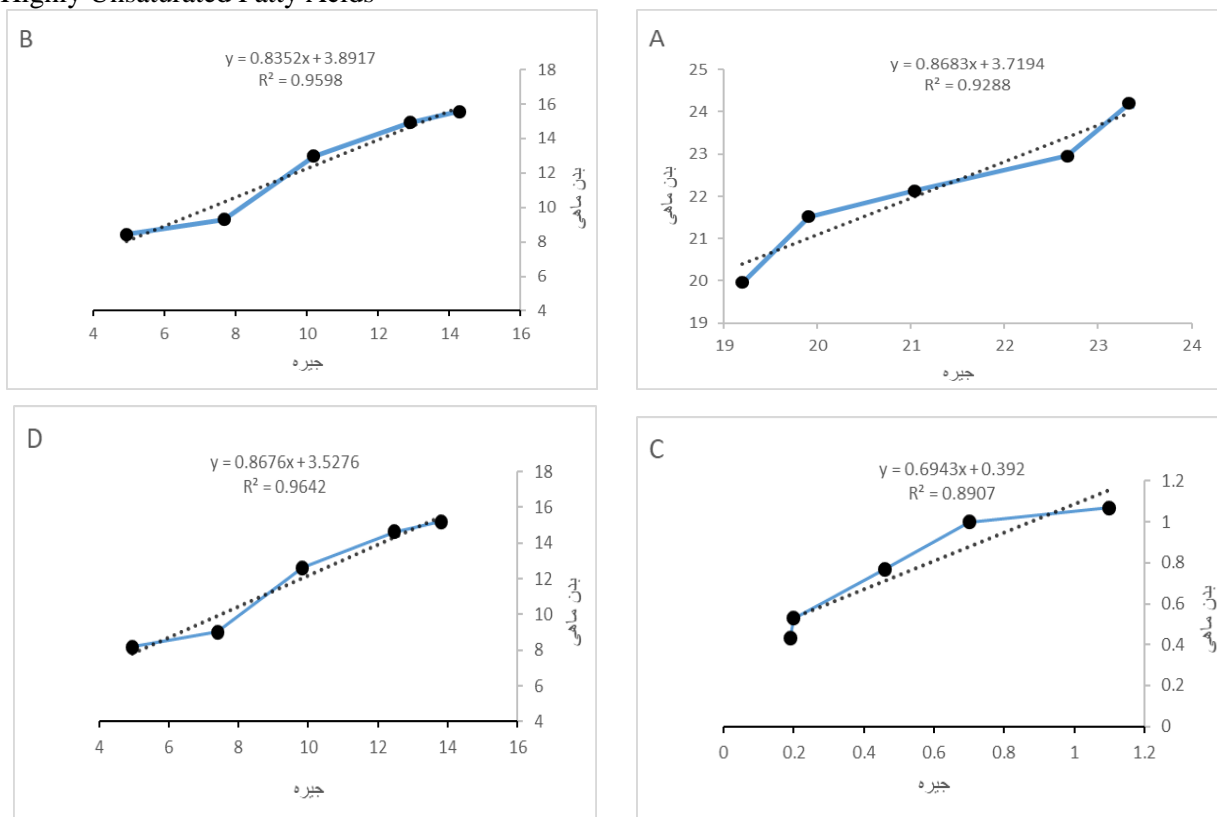 Highly Unsaturated Fatty Acids
B
y = 0.8352x + 3.8917
R² = 0.9598
18
16
14
12
10
8
6
4
بدن ماهی
4 6 8 10 12 14 16
جیره
A
y = 0.8683x + 3.7194
R² = 0.9288
25
24
23
22
21
20
19
بدن ماهی
19 20 21 22 23 24
جیره
D
y = 0.8676x + 3.5276
R² = 0.9642
18
16
14
12
10
8
6
4
بدن ماهی
4 6 8 10 12 14 16
جیره
C
y = 0.6943x + 0.392
R² = 0.8907
1.2
1
0.8
0.6
0.4
0.2
0
بدن ماهی
0 0.2 0.4 0.6 0.8 1 1.2
جیره